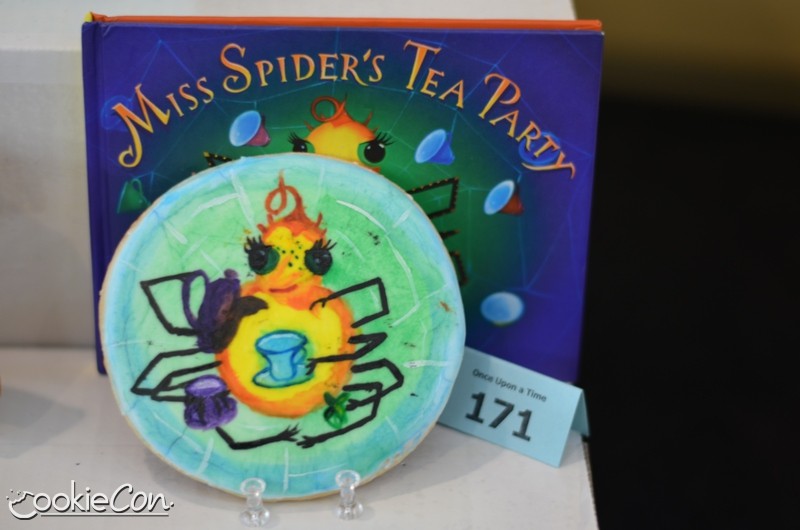 Miss Spider's Tea Party
Once Upon a Time
171
CookieCon